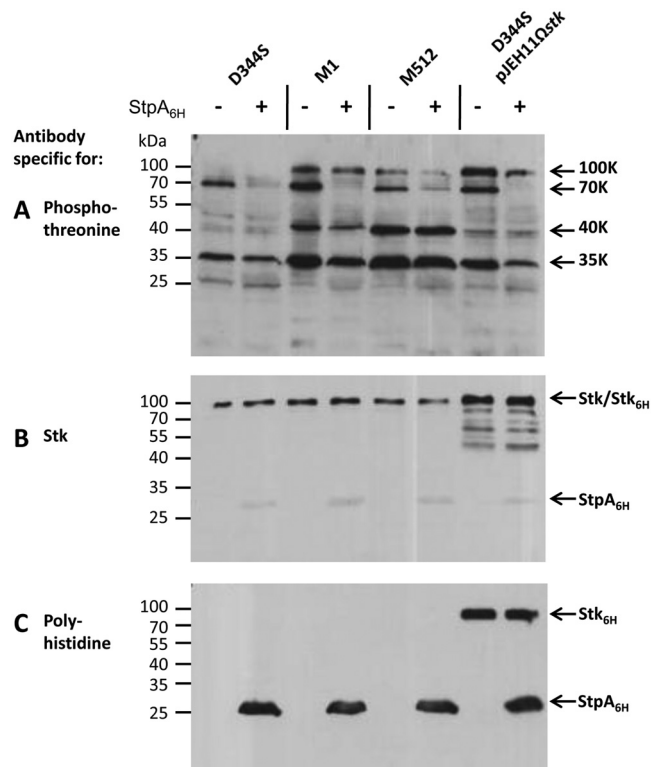 D344S
M1
M512
D344S
pJEH11Ωstk
StpA6H - + - + - + - +
Antibody
specific for:
kDa
A Phospho-
threonine
100
70
55
40
35
25
100K
70K
40K
35K
B Stk
100
70
55
40
35
25
Stk/Stk6H
StpA6H
C Poly-
histidine
100
70
55
40
35
25
Stk6H
StpA6H